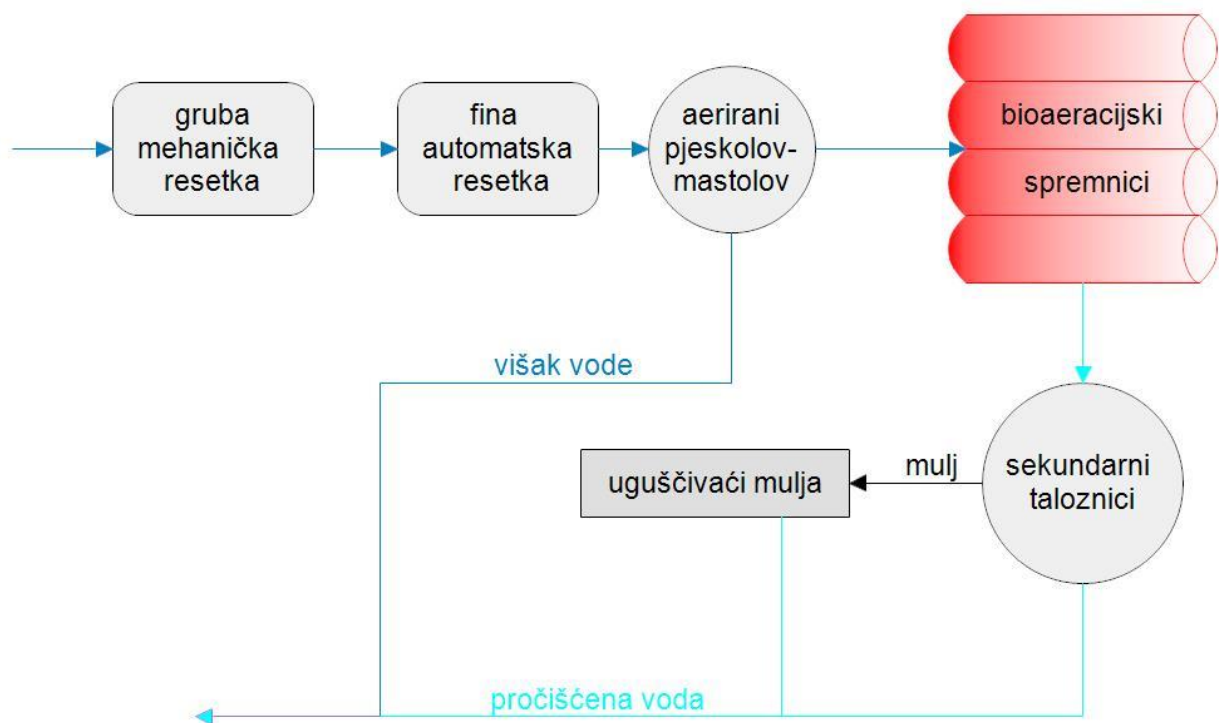 gruba
mehanička
resetka
fina
automatska
resetka
aerirani
pjeskolov-
mastolov
bioaeracijski
spremnici
višak vode
mulj
uguščivaći mulja
sekundarni
taloznici
pročišćena voda